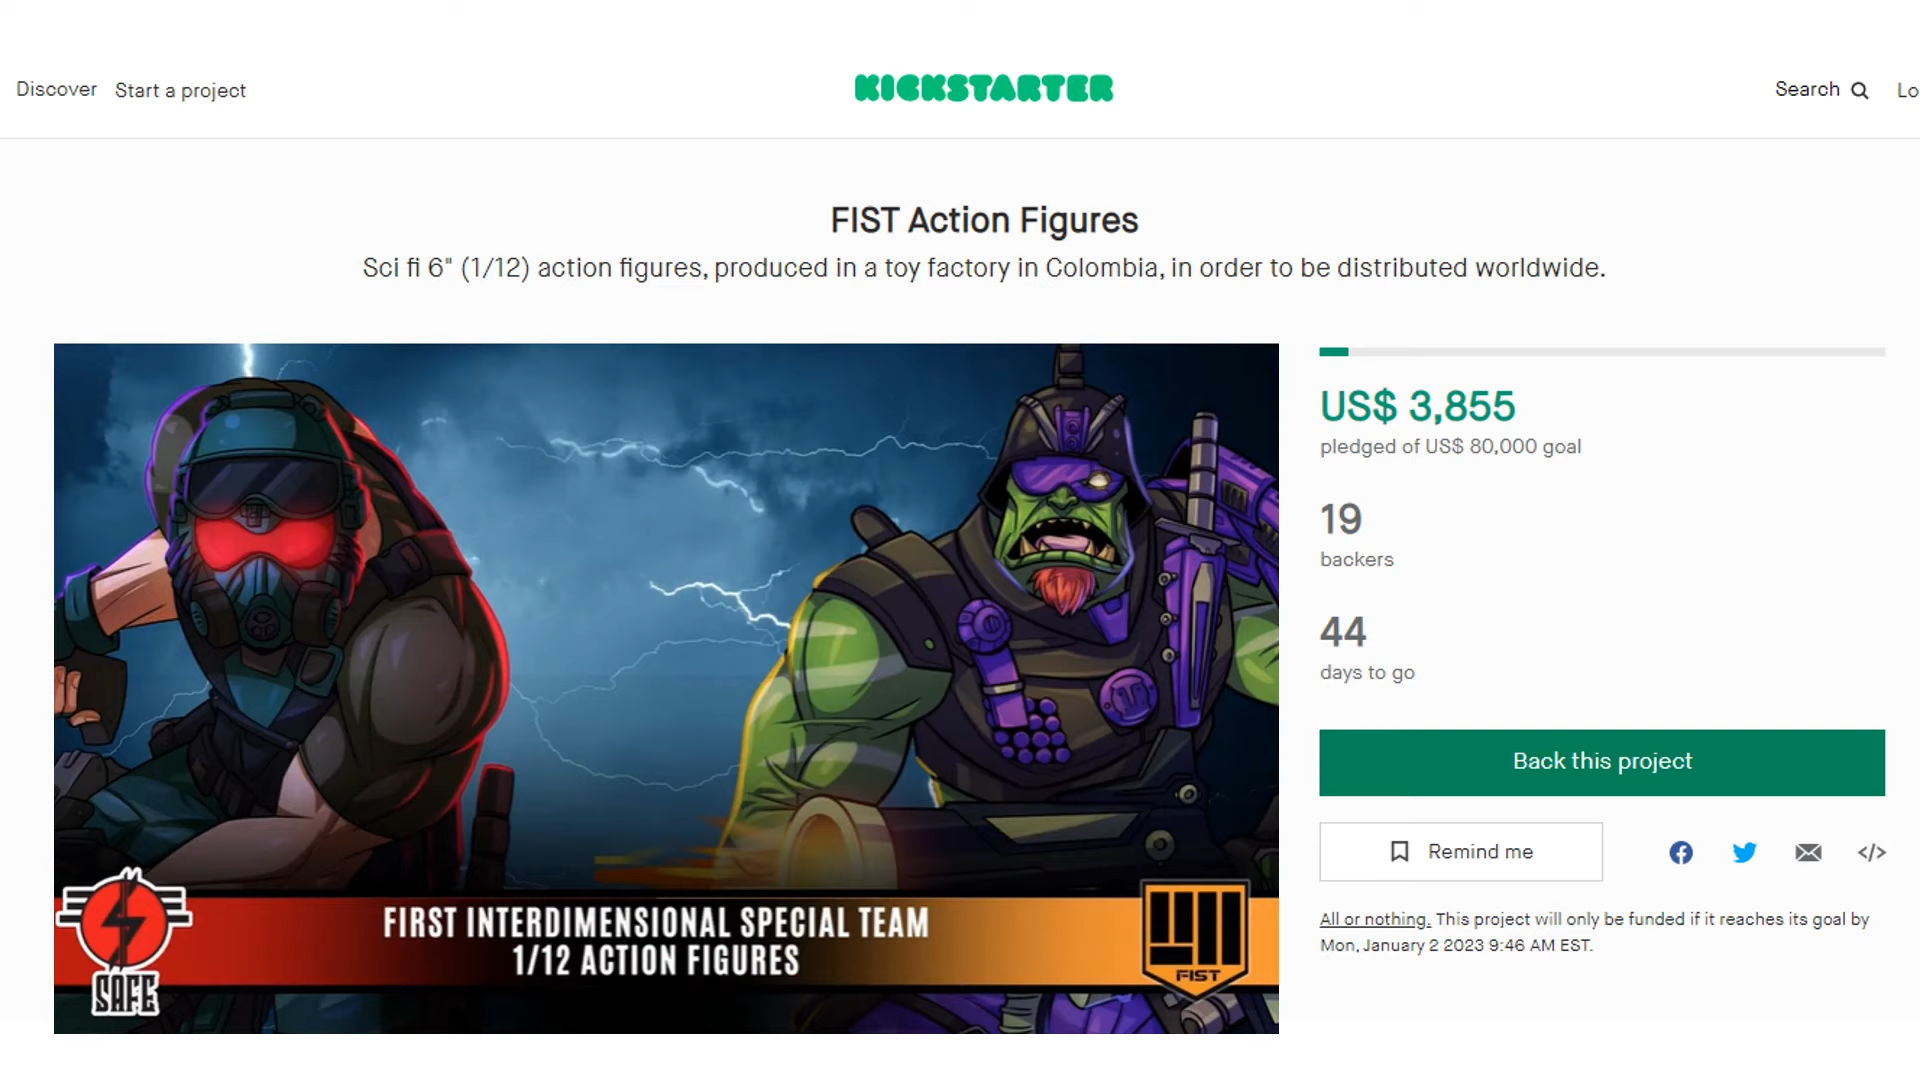 Discover Start a project KICKSTARTER Search Lo
FIST Action Figures
Sci fi 6" (1/12) action figures, produced in a toy factory in Colombia, in order to be distributed worldwide.
US$ 3,855
pledged of US$ 80,000 goal
19
backers
44
days to go
Back this project
Remind me
All or nothing. This project will only be funded if it reaches its goal by
Mon, January 2 2023 9:46 AM EST.
FIRST INTERDIMENSIONAL SPECIAL TEAM
1/12 ACTION FIGURES
SAFE
FIST